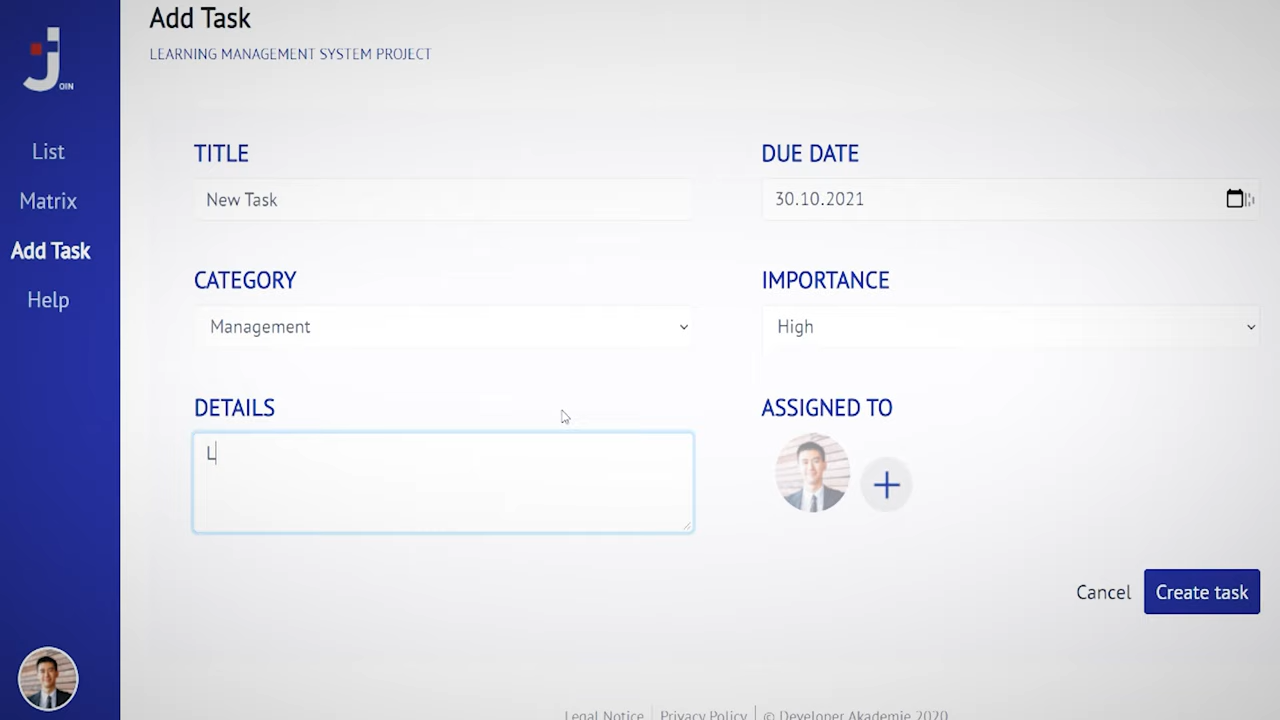 Add Task
LEARNING MANAGEMENT SYSTEM PROJECT
JOIN
List
Matrix
Add Task
Help
TITLE
New Task
DUE DATE
30.10.2021
CATEGORY
Management
IMPORTANCE
High
DETAILS
L
ASSIGNED TO
+
Cancel
Create task
Legal Notice | Privacy Policy | © Developer Akademie 2020